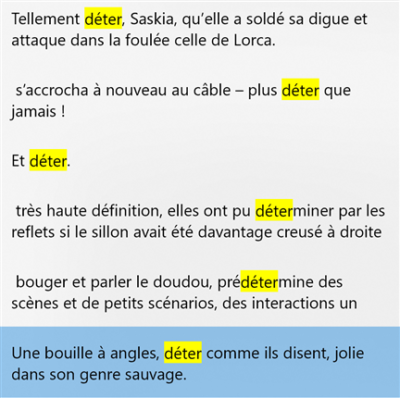 Tellement déter, Saskia, qu’elle a soldé sa digue et
attaque dans la foulée celle de Lorca.
s’accrocha à nouveau au câble – plus déter que
jamais !
Et déter.
très haute définition, elles ont pu déterminer par les
reflets si le sillon avait été davantage creusé à droite
bouger et parler le doudou, prédétermine des
scènes et de petits scénarios, des interactions un
Une bouille à angles, déter comme ils disent, jolie
dans son genre sauvage.